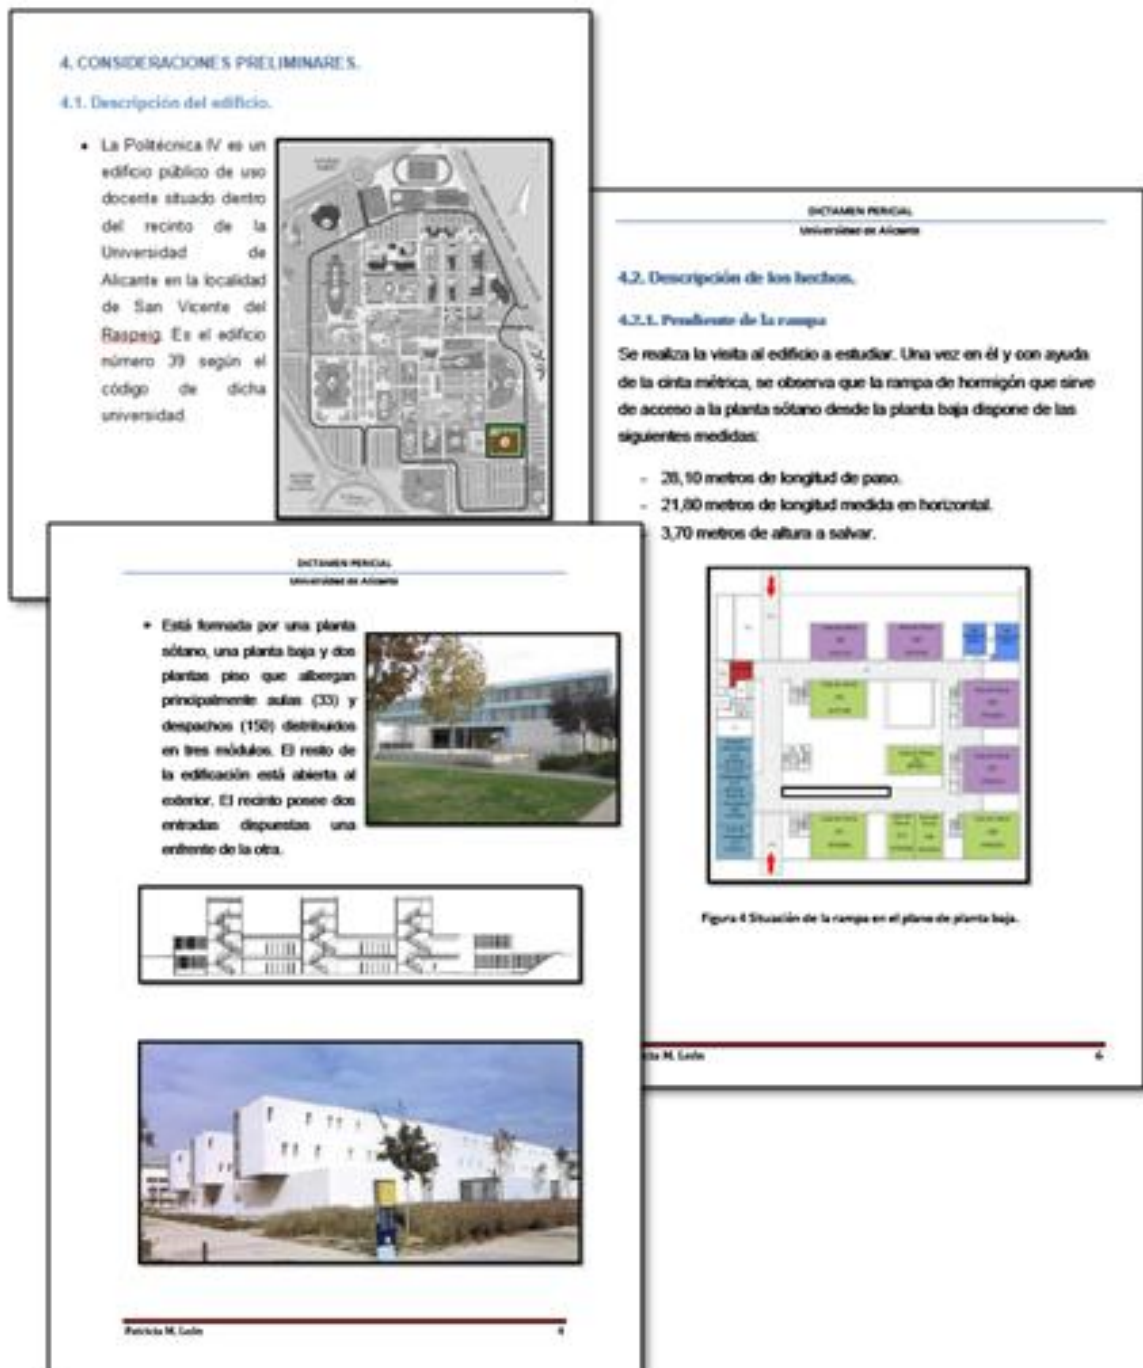 4. CONSIDERACIONES PRELIMINARES.
4.1. Descripción del edificio.
• La Politécnica IV es un
edificio público de uso
docente situado dentro
del recinto de la
Universidad de
Alicante en la localidad
de San Vicente del
Raspeig. Es el edificio
número 39 según el
código de dicha
universidad.
DICTAMEN PERICIAL
Universidad de Alicante
• Está formada por una planta
sótano, una planta baja y dos
plantas piso que albergan
principalmente aulas (33) y
despachos (150) distribuidos
en tres módulos. El resto de
la edificación está abierta al
exterior. El recinto posee dos
entradas dispuestas una
enfrente de la otra.
Patricia M. León
DICTAMEN PERICIAL
Universidad de Alicante
4.2. Descripción de los hechos.
4.2.1. Pendiente de la rampa
Se realiza la visita al edificio a estudiar. Una vez en él y con ayuda
de la cinta métrica, se observa que la rampa de hormigón que sirve
de acceso a la planta sótano desde la planta baja dispone de las
siguientes medidas:
- 28,10 metros de longitud de paso.
- 21,80 metros de longitud medida en horizontal.
3,70 metros de altura a salvar.
Figura 4 Situación de la rampa en el plano de planta baja.
M. León
6